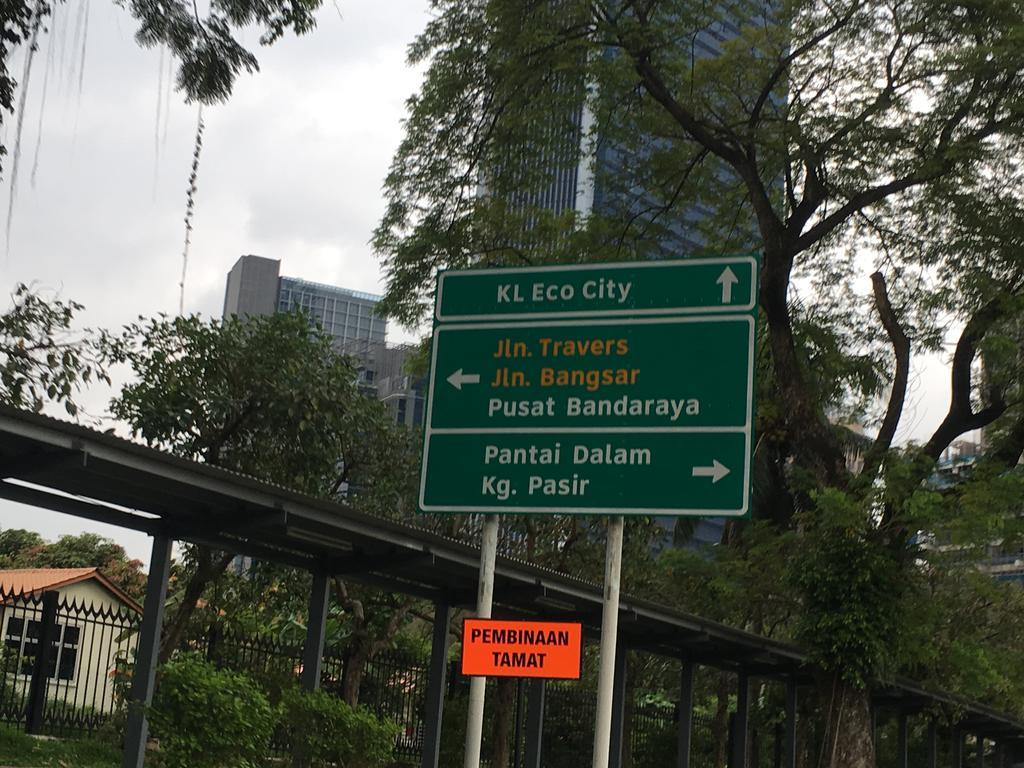 KL Eco City
Jln. Travers
Jln. Bangsar
Pusat Bandaraya
Pantai Dalam
Kg. Pasir
PEMBINAAN
TAMAT